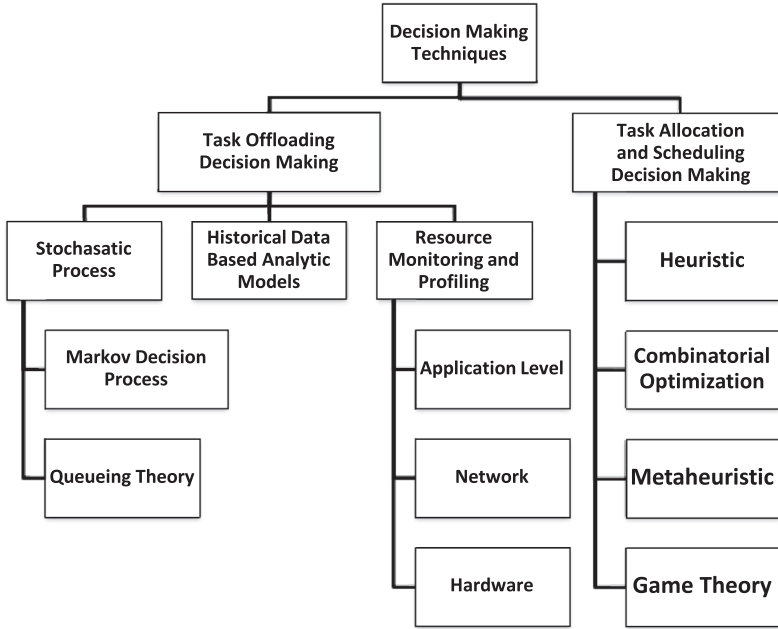 Decision Making
Techniques
Task Offloading
Decision Making
Task Allocation
and Scheduling
Decision Making
Stochasatic
Process
Historical Data
Based Analytic
Models
Resource
Monitoring and
Profiling
Heuristic
Markov Decision
Process
Application Level
Combinatorial
Optimization
Queueing Theory
Network
Metaheuristic
Hardware
Game Theory